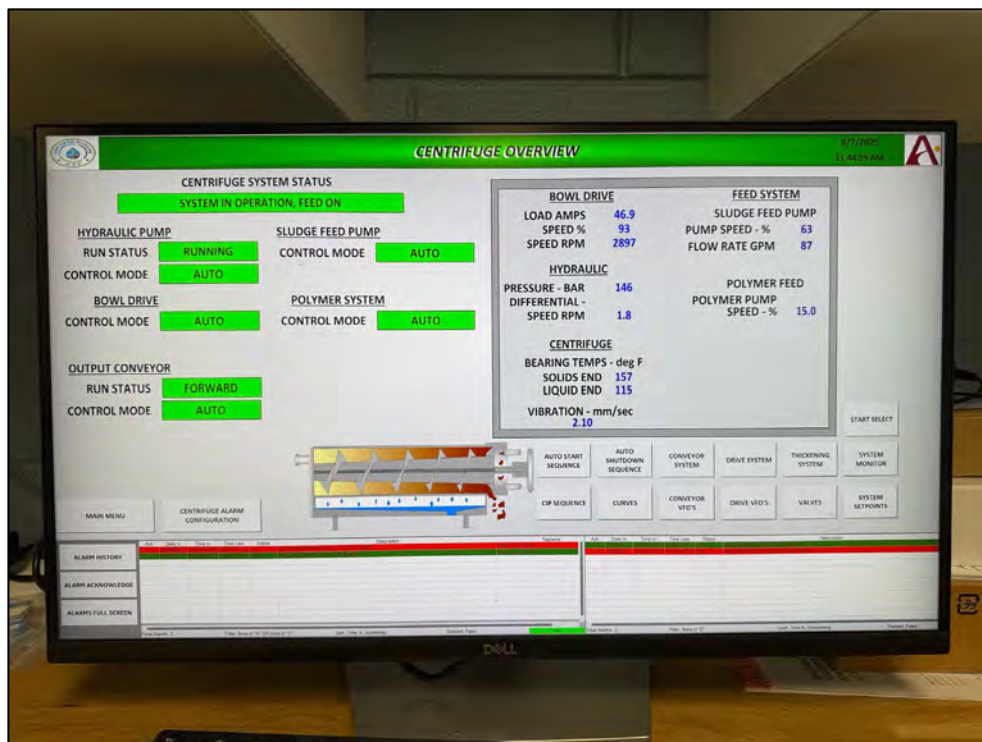 CENTRIFUGE OVERVIEW
11:44:59 AM
CENTRIFUGE SYSTEM STATUS
SYSTEM IN OPERATION, FEED ON
HYDRAULIC PUMP
RUN STATUS RUNNING
CONTROL MODE AUTO
SLUDGE FEED PUMP
CONTROL MODE AUTO
BOWL DRIVE
CONTROL MODE AUTO
POLYMER SYSTEM
CONTROL MODE AUTO
OUTPUT CONVEYOR
RUN STATUS FORWARD
CONTROL MODE AUTO
BOWL DRIVE
LOAD AMPS 46.9
SPEED % 93
SPEED RPM 2897
HYDRAULIC
PRESSURE - BAR 146
DIFFERENTIAL -
SPEED RPM 1.8
CENTRIFUGE
BEARING TEMPS - deg F
SOLIDS END 157
LIQUID END 115
VIBRATION - mm/sec
2.10
FEED SYSTEM
SLUDGE FEED PUMP
PUMP SPEED - % 63
FLOW RATE GPM 87
POLYMER FEED
POLYMER PUMP
SPEED - % 15.0
START SELECT
AUTO START
SEQUENCE
AUTO
SHUTDOWN
SEQUENCE
CONVEYOR
SYSTEM
DRIVE SYSTEM
THICKENING
SYSTEM
SYSTEM
MONITOR
CIP SEQUENCE
CURVES
CONVEYOR
VFD'S
DRIVE VFD'S
VALVES
SYSTEM
SETPOINTS
MAIN MENU
CENTRIFUGE ALARM
CONFIGURATION
ALARM HISTORY
ALARM ACKNOWLEDGE
ALARMS FULL SCREEN
Description
DELL